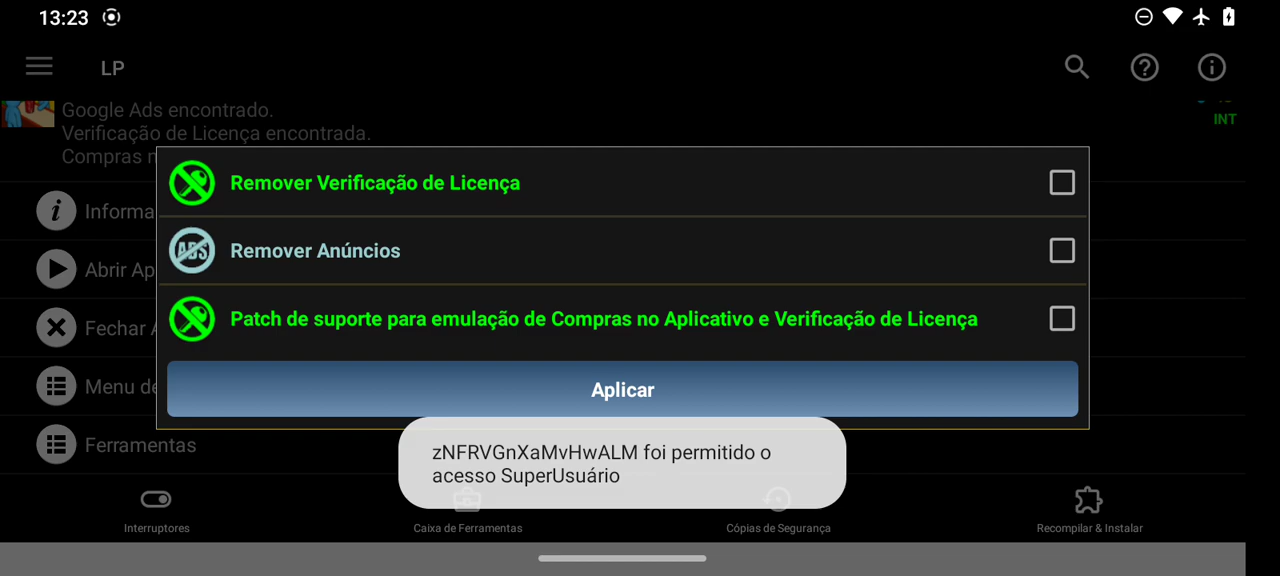 13:23
LP
Google Ads encontrado.
Verificação de Licença encontrada.
INT
Compras n
Remover Verificação de Licença
Informa
ADS
Remover Anúncios
Abrir Ap
Patch de suporte para emulação de Compras no Aplicativo e Verificação de Licença
Fechar A
Menu de
Aplicar
Ferramentas
zNFRVGnXaMvHwALM foi permitido o
acesso SuperUsuário
Interruptores
Caixa de Ferramentas
Cópias de Segurança
Recompilar & Instalar